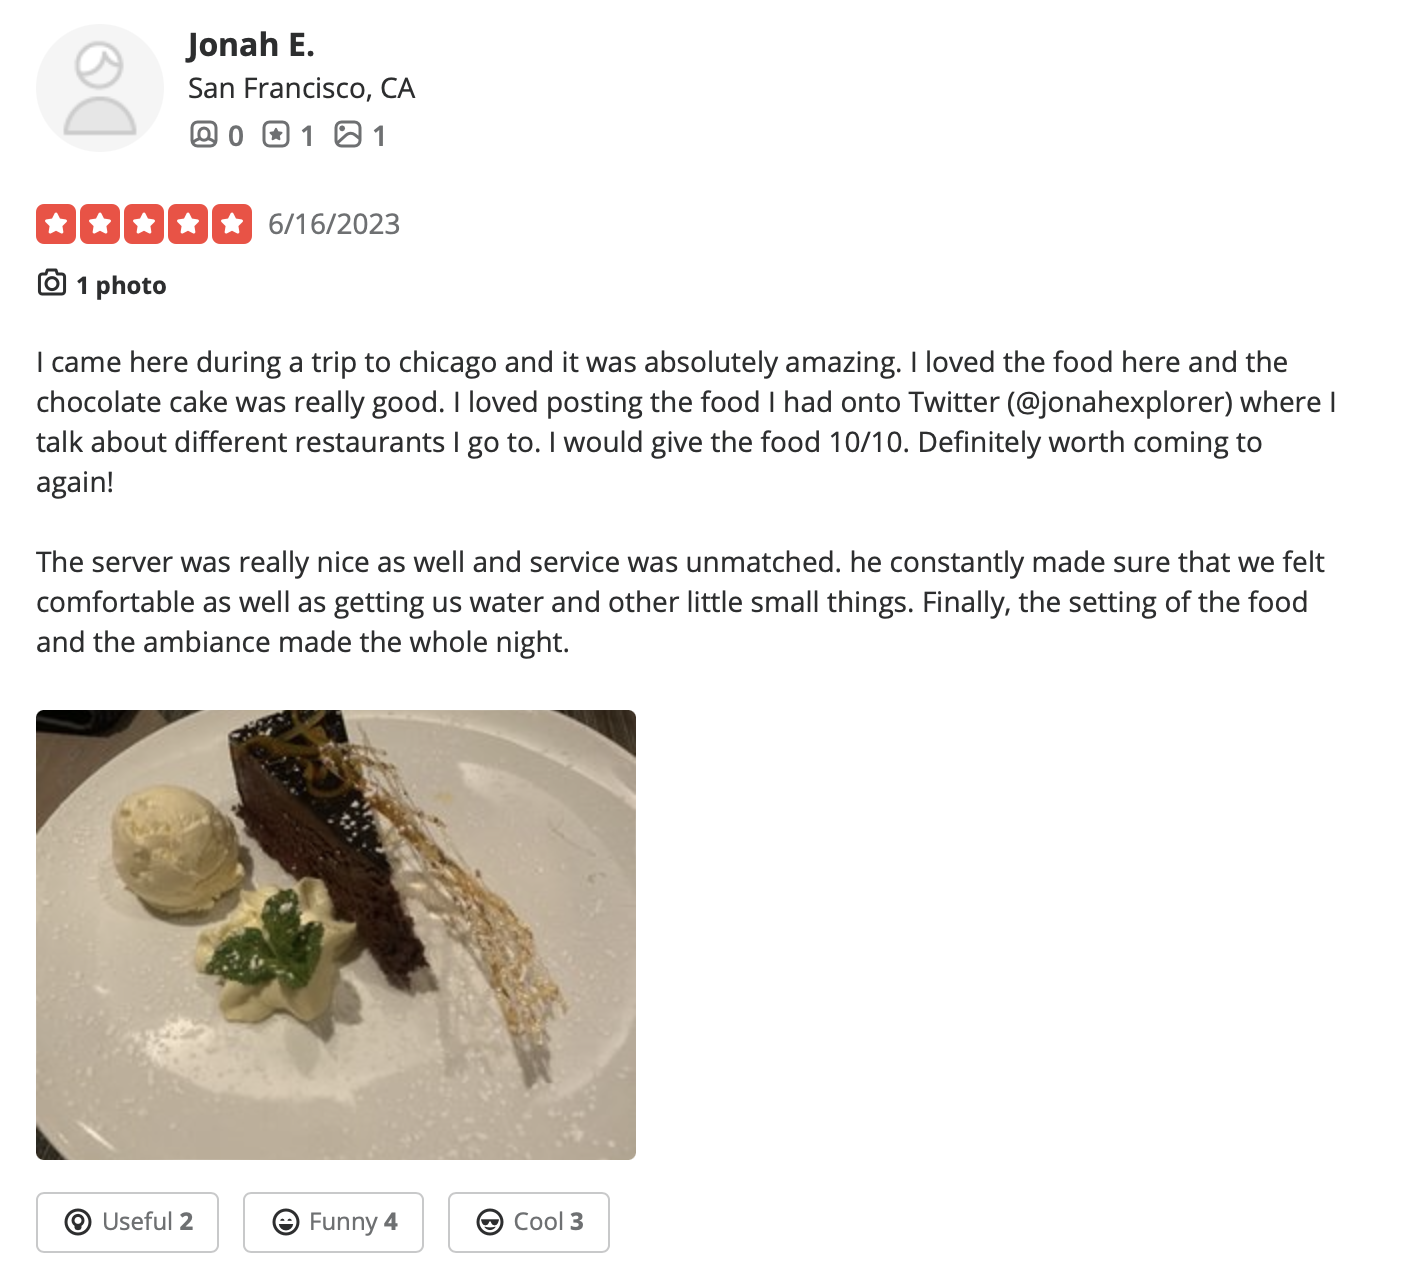 Jonah E.
San Francisco, CA
0 1 1
6/16/2023
1 photo
I came here during a trip to chicago and it was absolutely amazing. I loved the food here and the
chocolate cake was really good. I loved posting the food I had onto Twitter (@jonahexplorer) where I
talk about different restaurants I go to. I would give the food 10/10. Definitely worth coming to
again!
The server was really nice as well and service was unmatched. he constantly made sure that we felt
comfortable as well as getting us water and other little small things. Finally, the setting of the food
and the ambiance made the whole night.
Useful 2 Funny 4 Cool 3